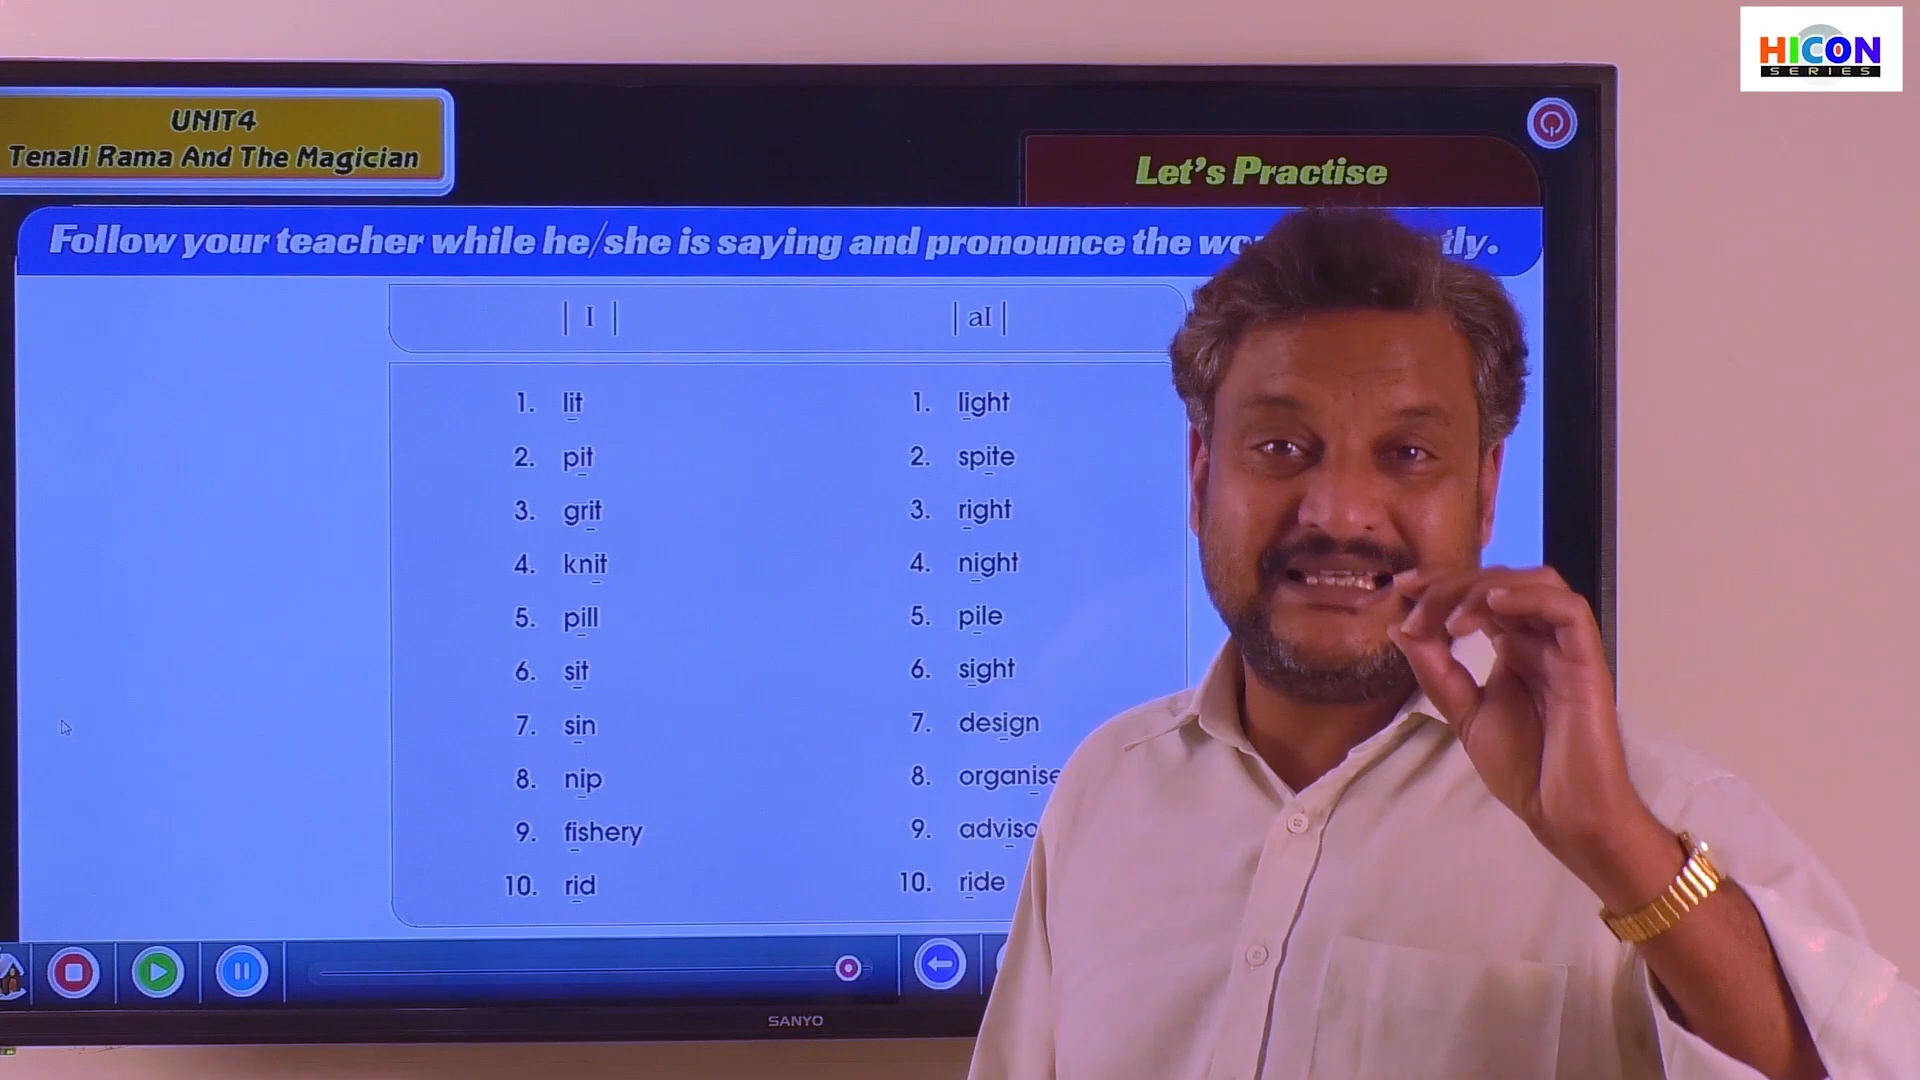 HICON
SERIES
UNIT4
Tenali Rama And The Magician
Let's Practise
Follow your teacher while he/she is saying and pronounce the
| I |
| aI |
1. lit
1. light
2. pit
2. spite
3. grit
3. right
4. knit
4. night
5. pill
5. pile
6. sit
6. sight
7. sin
7. design
8. nip
8. organise
9. fishery
9.
10. rid
10. ride
SANYO